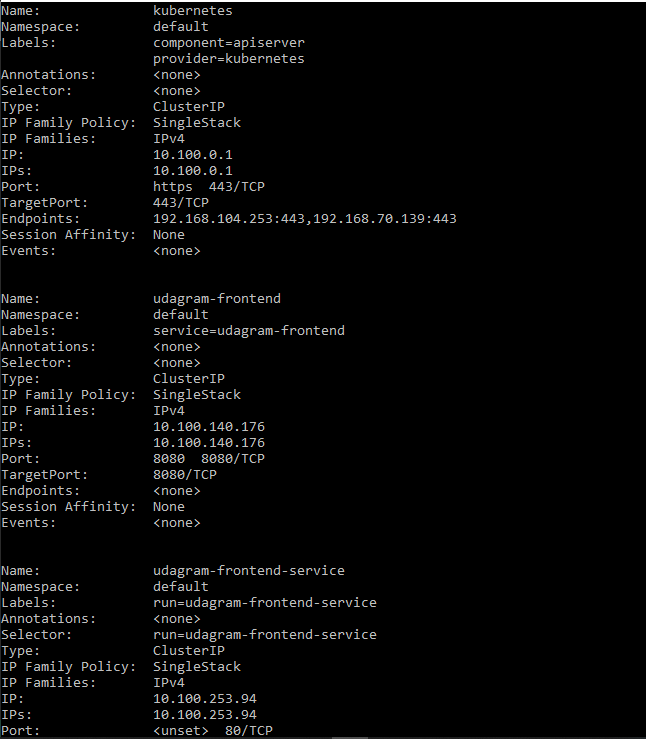 Name:              kubernetes
Namespace:         default
Labels:            component=apiserver
                   provider=kubernetes
Annotations:       <none>
Selector:          <none>
Type:              ClusterIP
IP Family Policy:  SingleStack
IP Families:       IPv4
IP:                10.100.0.1
IPs:               10.100.0.1
Port:              https  443/TCP
TargetPort:        443/TCP
Endpoints:         192.168.104.253:443,192.168.70.139:443
Session Affinity:  None
Events:            <none>

Name:              udagram-frontend
Namespace:         default
Labels:            service=udagram-frontend
Annotations:       <none>
Selector:          <none>
Type:              ClusterIP
IP Family Policy:  SingleStack
IP Families:       IPv4
IP:                10.100.140.176
IPs:               10.100.140.176
Port:              8080  8080/TCP
TargetPort:        8080/TCP
Endpoints:         <none>
Session Affinity:  None
Events:            <none>

Name:              udagram-frontend-service
Namespace:         default
Labels:            run=udagram-frontend-service
Annotations:       <none>
Selector:          run=udagram-frontend-service
Type:              ClusterIP
IP Family Policy:  SingleStack
IP Families:       IPv4
IP:                10.100.253.94
IPs:               10.100.253.94
Port:              <unset>  80/TCP